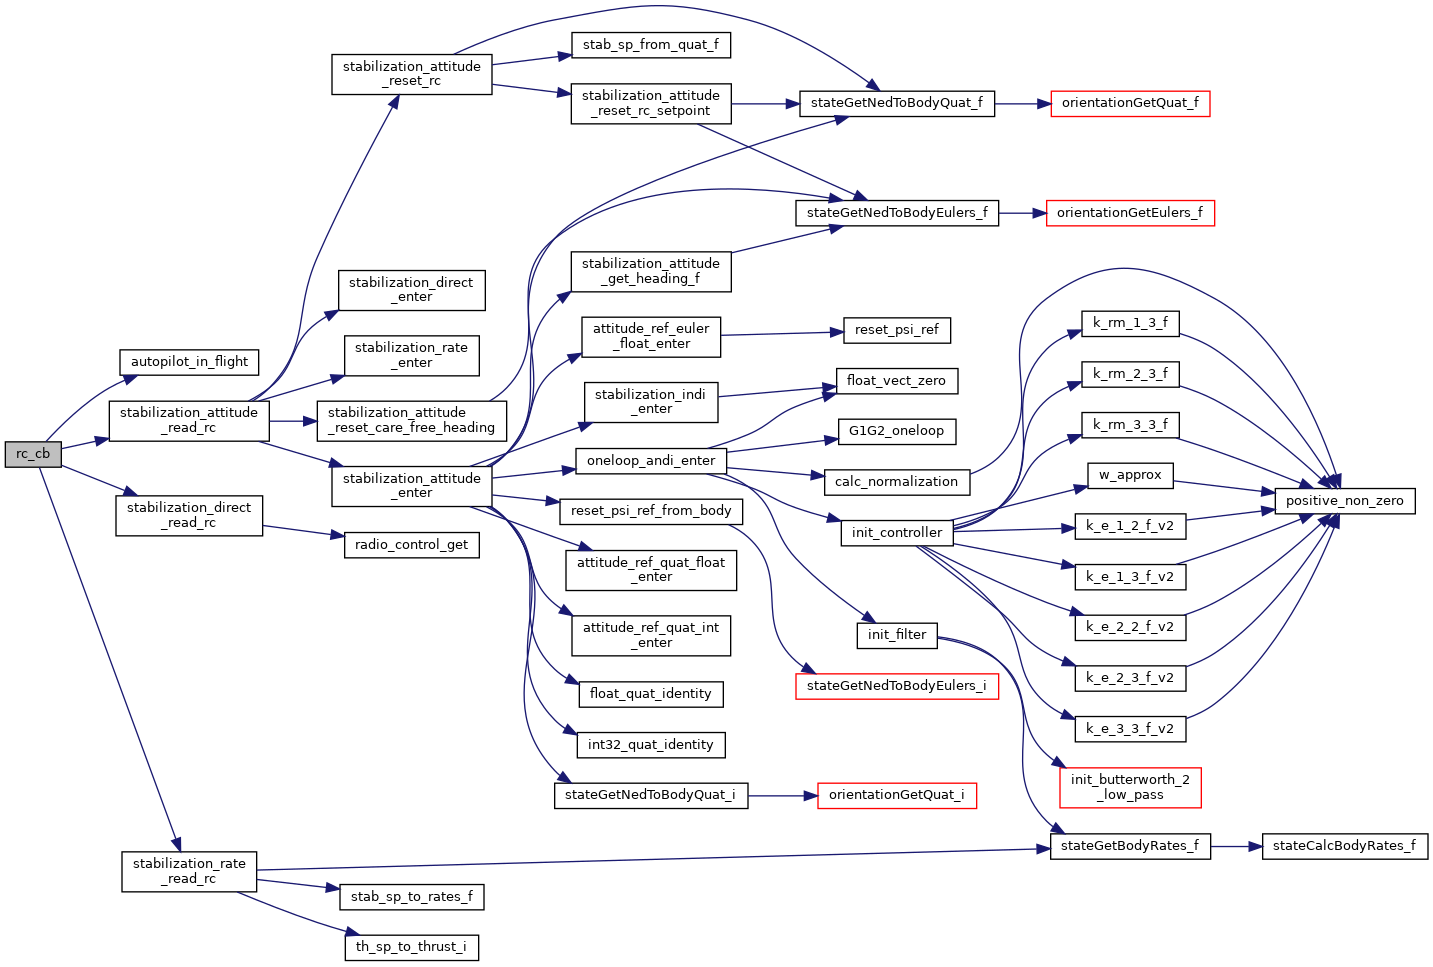 rc_cb
autopilot_in_flight
stabilization_attitude
_read_rc
stabilization_direct
_read_rc
stabilization_rate
_read_rc
stabilization_attitude
_reset_rc
stabilization_direct
_enter
stabilization_rate
_enter
stabilization_attitude
_reset_care_free_heading
stabilization_attitude
_enter
radio_control_get
stab_sp_to_rates_f
th_sp_to_thrust_i
stab_sp_from_quat_f
stabilization_attitude
_reset_rc_setpoint
stabilization_attitude
_get_heading_f
attitude_ref_euler
_float_enter
stabilization_indi
_enter
oneloop_andi_enter
reset_psi_ref_from_body
attitude_ref_quat_float
_enter
attitude_ref_quat_int
_enter
float_quat_identity
int32_quat_identity
stateGetNedToBodyQuat_i
stateGetNedToBodyQuat_f
stateGetNedToBodyEulers_f
reset_psi_ref
float_vect_zero
G1G2_oneloop
calc_normalization
init_controller
init_filter
stateGetNedToBodyEulers_i
orientationGetQuat_i
orientationGetQuat_f
orientationGetEulers_f
k_rm_1_3_f
k_rm_2_3_f
k_rm_3_3_f
w_approx
k_e_1_2_f_v2
k_e_1_3_f_v2
k_e_2_2_f_v2
k_e_2_3_f_v2
k_e_3_3_f_v2
init_butterworth_2
_low_pass
stateGetBodyRates_f
positive_non_zero
stateCalcBodyRates_f